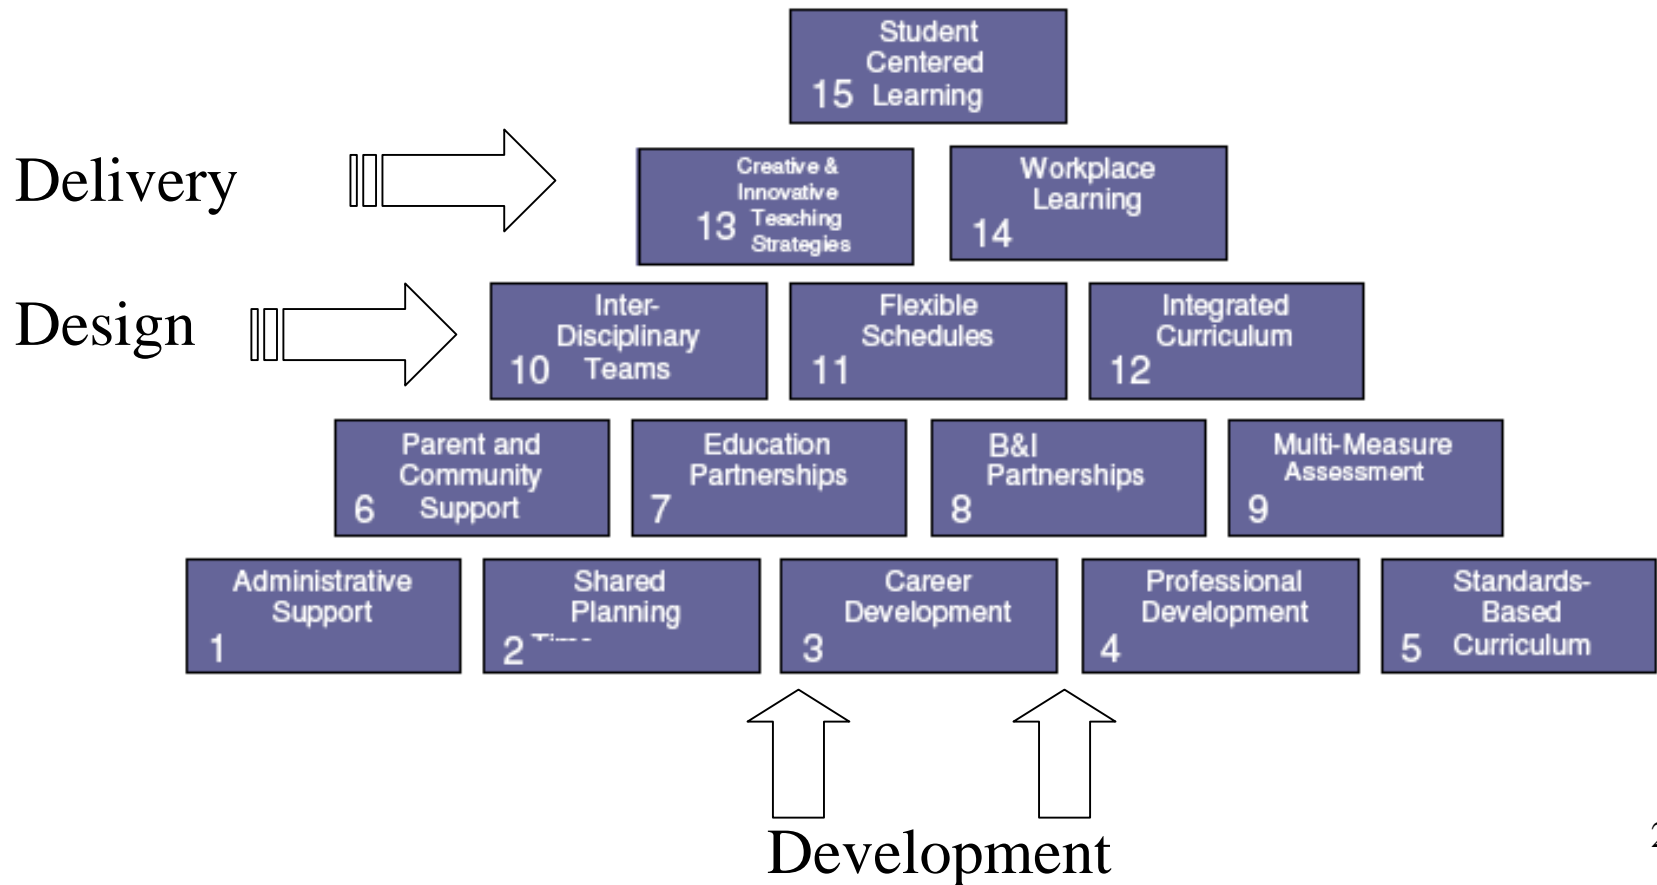 Student
Centered
15 Learning
Delivery
Creative &
Innovative
13 Teaching
Strategies
Workplace
Learning
14
Design
Inter-
Disciplinary
10 Teams
Flexible
Schedules
11
Integrated
Curriculum
12
Parent and
Community
6 Support
Education
Partnerships
7
B&I
Partnerships
8
Multi-Measure
Assessment
9
Administrative
Support
1
Shared
Planning
2 Time
Career
Development
3
Professional
Development
4
Standards-
Based
5 Curriculum
Development